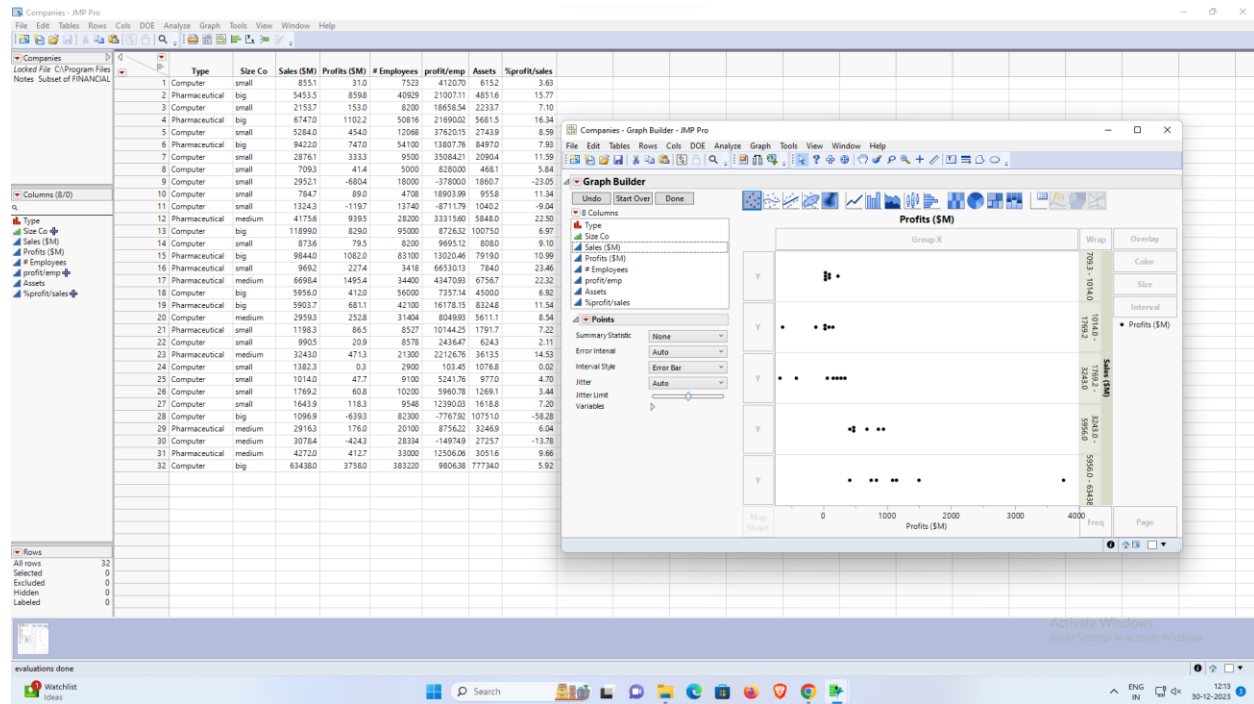 Companies - JMP Pro
File Edit Tables Rows Cols DOE Analyze Graph Tools View Window Help
Companies
Locked File C:\Program Files
Notes Subset of FINANCIAL
Columns (8/0)
Type
Size Co
Sales ($M)
Profits ($M)
# Employees
profit/emp
Assets
%profit/sales
Rows
All rows 32
Selected 0
Excluded 0
Hidden 0
Labeled 0
Type Size Co Sales ($M) Profits ($M) # Employees profit/emp Assets %profit/sales
1 Computer small 855.1 31.0 7523 4120.70 615.2 3.63
2 Pharmaceutical big 5453.5 859.8 40929 21007.11 4851.6 15.77
3 Computer small 2153.7 153.0 8200 18658.54 2233.7 7.10
4 Pharmaceutical big 6747.0 1102.2 50816 21690.02 5681.5 16.34
5 Computer small 5284.0 454.0 12068 37620.15 2743.9 8.59
6 Pharmaceutical big 9422.0 747.0 54100 13807.76 8497.0 7.93
7 Computer small 2876.1 333.3 9500 35084.21 2090.4 11.59
8 Computer small 709.3 41.4 5000 8280.00 468.1 5.84
9 Computer small 2952.1 -680.4 18000 -37800.0 1860.7 -23.05
10 Computer small 784.7 89.0 4708 18903.99 955.8 11.34
11 Computer small 1324.3 -119.7 13740 -8711.79 1040.2 -9.04
12 Pharmaceutical medium 4175.6 939.5 28200 33315.60 5848.0 22.50
13 Computer big 11899.0 829.0 95000 8726.32 10075.0 6.97
14 Computer small 873.6 79.5 8200 9695.12 808.0 9.10
15 Pharmaceutical big 9844.0 1082.0 83100 13020.46 7919.0 10.99
16 Pharmaceutical small 969.2 227.4 3418 66530.13 784.0 23.46
17 Pharmaceutical medium 6698.4 1495.4 34400 43470.93 6756.7 22.32
18 Computer big 5956.0 412.0 56000 7357.14 4500.0 6.92
19 Pharmaceutical big 5903.7 681.1 42100 16178.15 8324.8 11.54
20 Computer medium 2959.3 252.8 31404 8049.93 5611.1 8.54
21 Pharmaceutical small 1198.3 86.5 8527 10144.25 1791.7 7.22
22 Computer small 990.5 20.9 8578 2436.47 624.3 2.11
23 Pharmaceutical medium 3243.0 471.3 21300 22126.76 3613.5 14.53
24 Computer small 1382.3 0.3 2900 103.45 1076.8 0.02
25 Computer small 1014.0 47.7 9100 5241.76 977.0 4.70
26 Computer small 1769.2 60.8 10200 5960.78 1269.1 3.44
27 Computer small 1643.9 118.3 9548 12390.03 1618.8 7.20
28 Computer big 1096.9 -639.3 82300 -7767.92 10751.0 -58.28
29 Pharmaceutical medium 2916.3 176.0 20100 8756.22 3246.9 6.04
30 Computer medium 3078.4 -424.3 28334 -14974.9 2725.7 -13.78
31 Pharmaceutical medium 4272.0 412.7 33000 12506.06 3051.6 9.66
32 Computer big 63438.0 3758.0 383220 9806.38 77734.0 5.92
Companies - Graph Builder - JMP Pro
File Edit Tables Rows Cols DOE Analyze Graph Tools View Window Help
Graph Builder
Undo Start Over Done
8 Columns
Type
Size Co
Sales ($M)
Profits ($M)
# Employees
profit/emp
Assets
%profit/sales
Points
Summary Statistic None
Error Interval Auto
Interval Style Error Bar
Jitter Auto
Jitter Limit
Variables
Profits ($M)
Group X
Wrap
Overlay
Color
Size
Interval
Profits ($M)
Y
709.3 - 1014.0
Y
1014.0 - 1769.2
Y
1769.2 - 3243.0
Sales ($M)
Y
3243.0 - 5956.0
Y
5956.0 - 63438
Map Shape
0 1000 2000 3000 4000
Profits ($M)
Freq
Page
Activate Windows
Go to Settings to activate Windows.
evaluations done
1
Watchlist
Ideas
Search
ENG
IN
12:13
30-12-2023
3